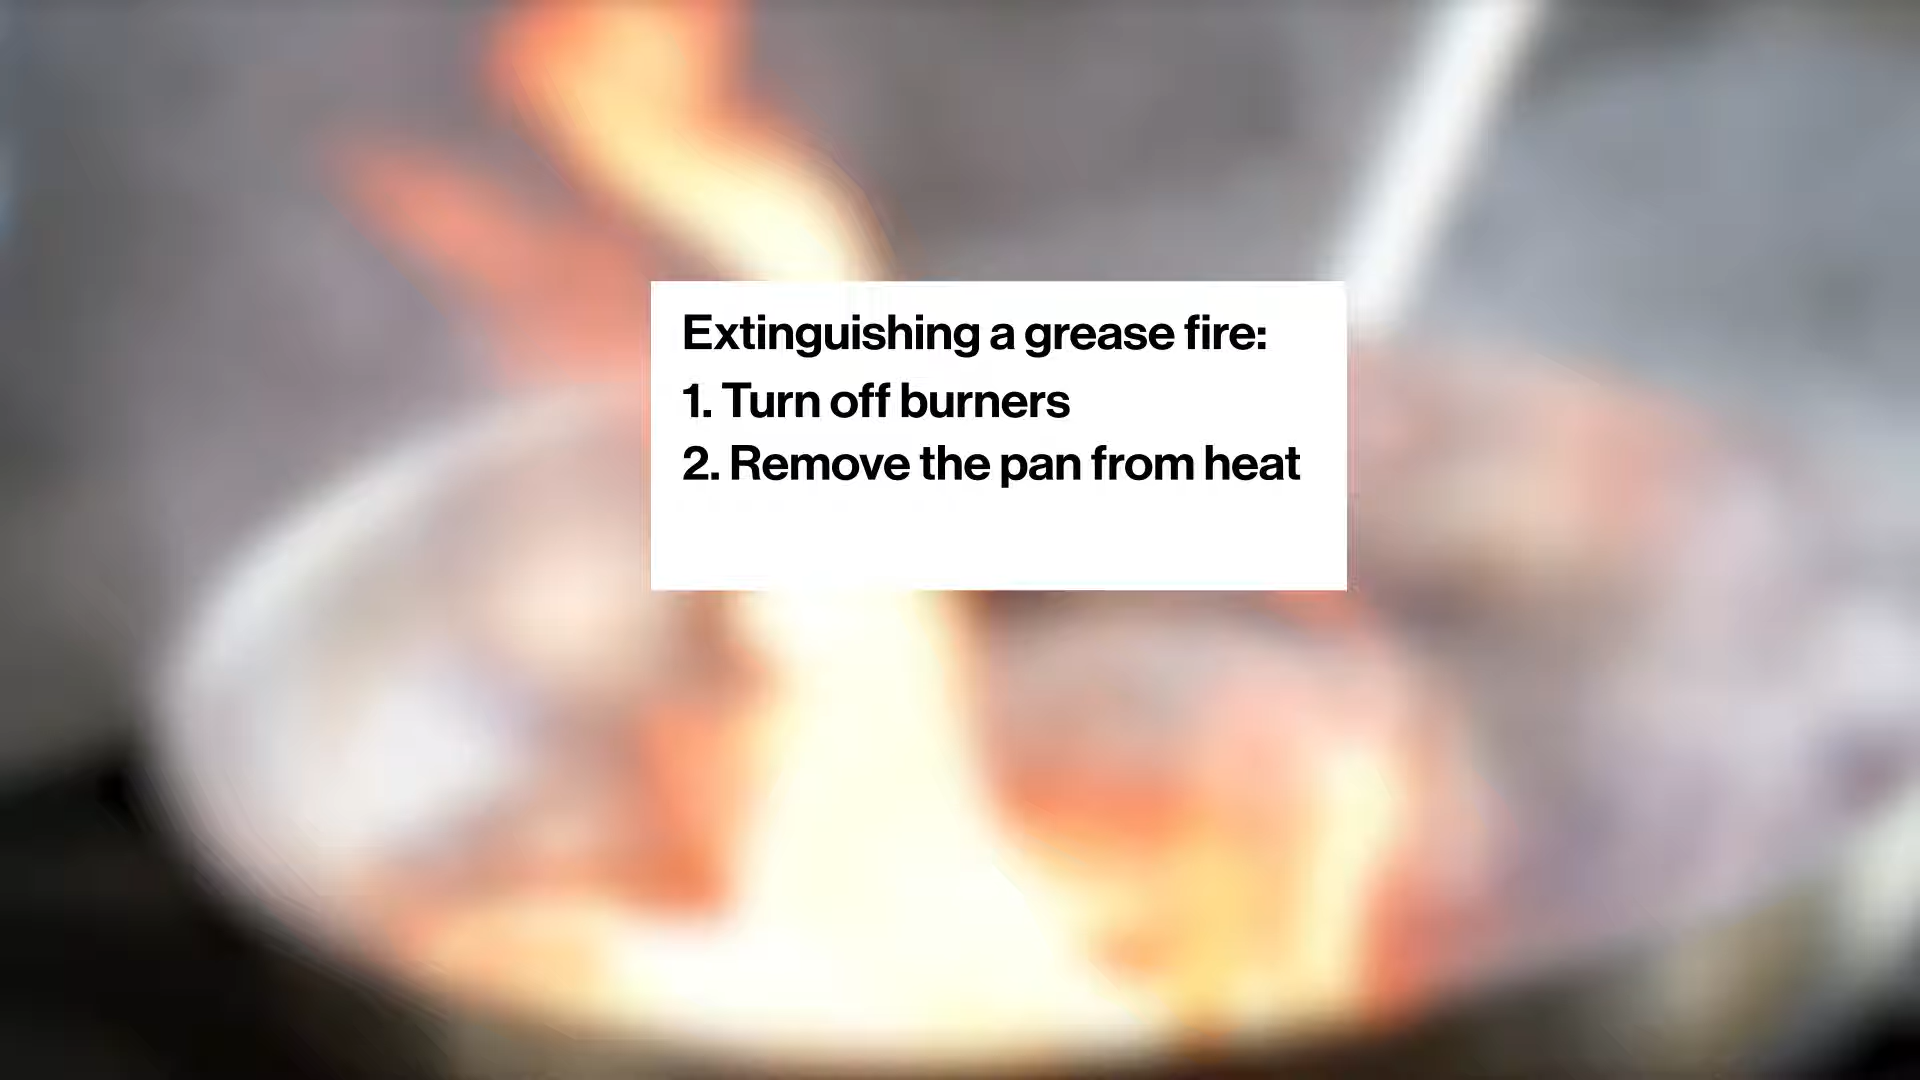 Extinguishing a grease fire:
1. Turn off burners
2. Remove the pan from heat